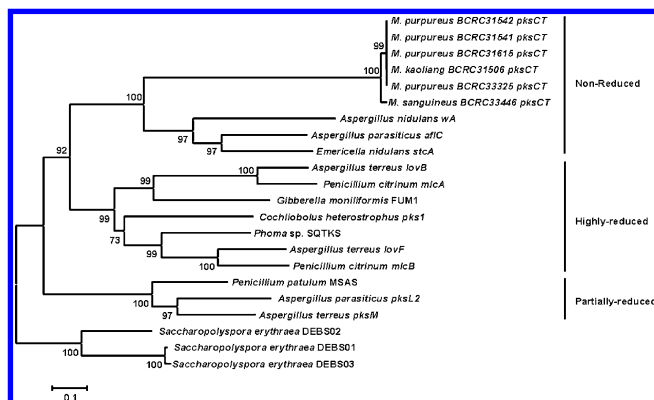 M. purpureus BCRC31542 pksCT
M. purpureus BCRC31541 pksCT
99
M. purpureus BCRC31615 pksCT
M. kaoliang BCRC31506 pksCT
100
Non-Reduced
M. purpureus BCRC33325 pksCT
M. sanguineus BCRC33446 pksCT
100
Aspergillus nidulans wA
Aspergillus parasiticus aflC
97
97
Emericella nidulans stcA
92
Aspergillus terreus lovB
100
99
Penicillium citrinum mlcA
Gibberella moniliformis FUM1
99
Cochliobolus heterostrophus pks1
Highly-reduced
73
Phoma sp. SQTKS
99
Aspergillus terreus lovF
100
Penicillium citrinum mlcB
Penicillium patulum MSAS
100
Aspergillus parasiticus pksL2
Partially-reduced
97
Aspergillus terreus pksM
Saccharopolyspora erythraea DEBS02
100
Saccharopolyspora erythraea DEBS01
100
Saccharopolyspora erythraea DEBS03
0.1